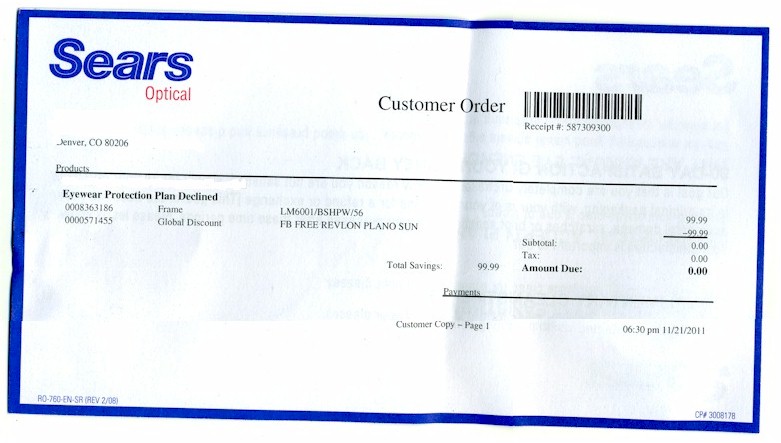 Sears
Optical
Customer Order
Receipt #: 587309300
Denver, CO 80206
Products
Eyewear Protection Plan Declined
0008363186 Frame LM6001/BSHPW/56 99.99
0000571455 Global Discount FB FREE REVLON PLANO SUN -99.99
Subtotal: 0.00
Tax: 0.00
Total Savings: 99.99 Amount Due: 0.00
Payments
Customer Copy - Page 1 06:30 pm 11/21/2011
RO-760-EN-SR (REV 2/08) CP# 3008178